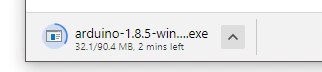 arduino-1.8.5-win....exe
32.1/90.4 MB, 2 mins left